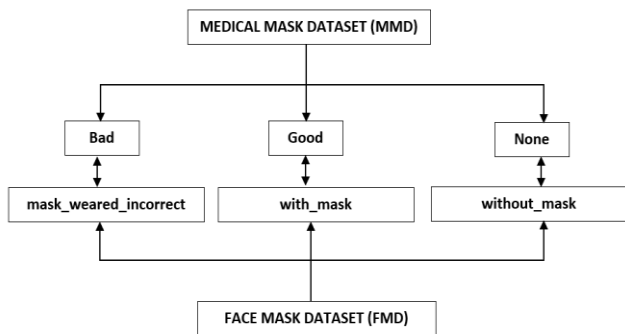 MEDICAL MASK DATASET (MMD)
Bad
Good
None
mask_weared_incorrect
with_mask
without_mask
FACE MASK DATASET (FMD)